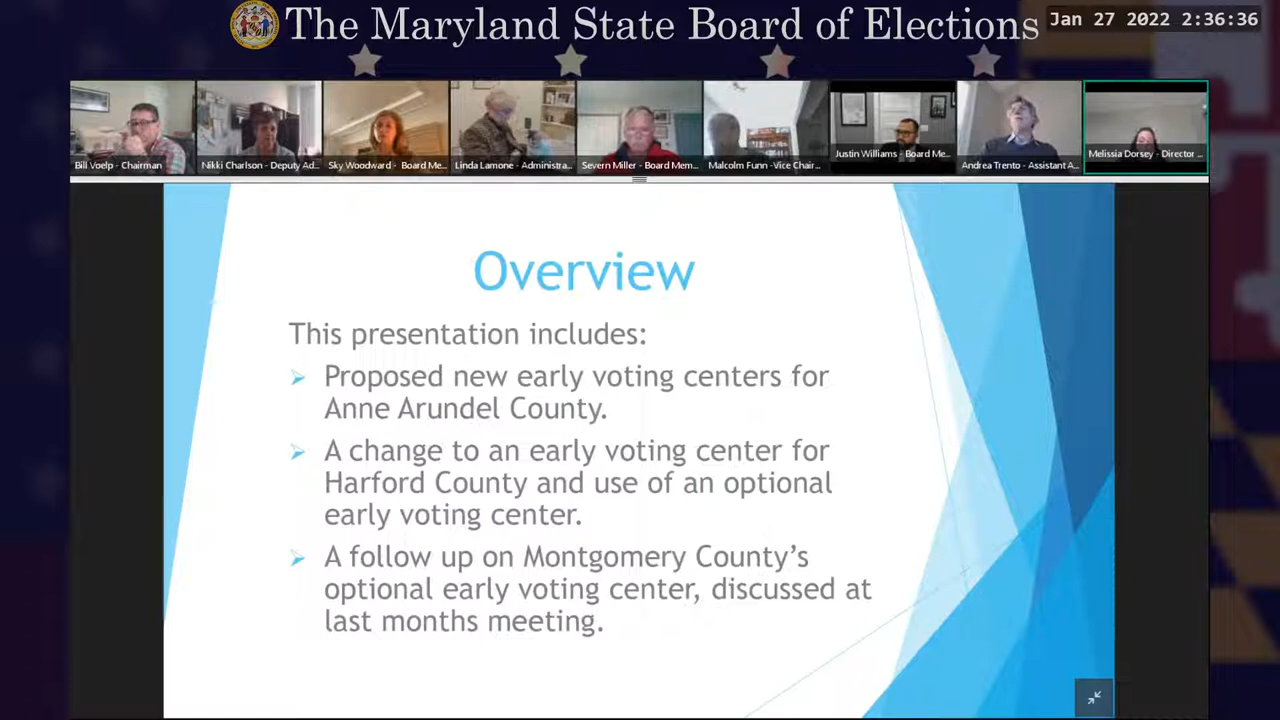 The Maryland State Board of Elections
Jan 27 2022 2:36:36
Bill Voelp - Chairman
Nikki Charlson - Deputy Ad...
Sky Woodward - Board Me...
Linda Lamone - Administra...
Severn Miller - Board Mem...
Malcolm Funn -Vice Chair...
Justin Williams - Board Me...
Andrea Trento - Assistant A...
Melissia Dorsey - Director ...
Overview
This presentation includes:
Proposed new early voting centers for
Anne Arundel County.
A change to an early voting center for
Harford County and use of an optional
early voting center.
A follow up on Montgomery County’s
optional early voting center, discussed at
last months meeting.